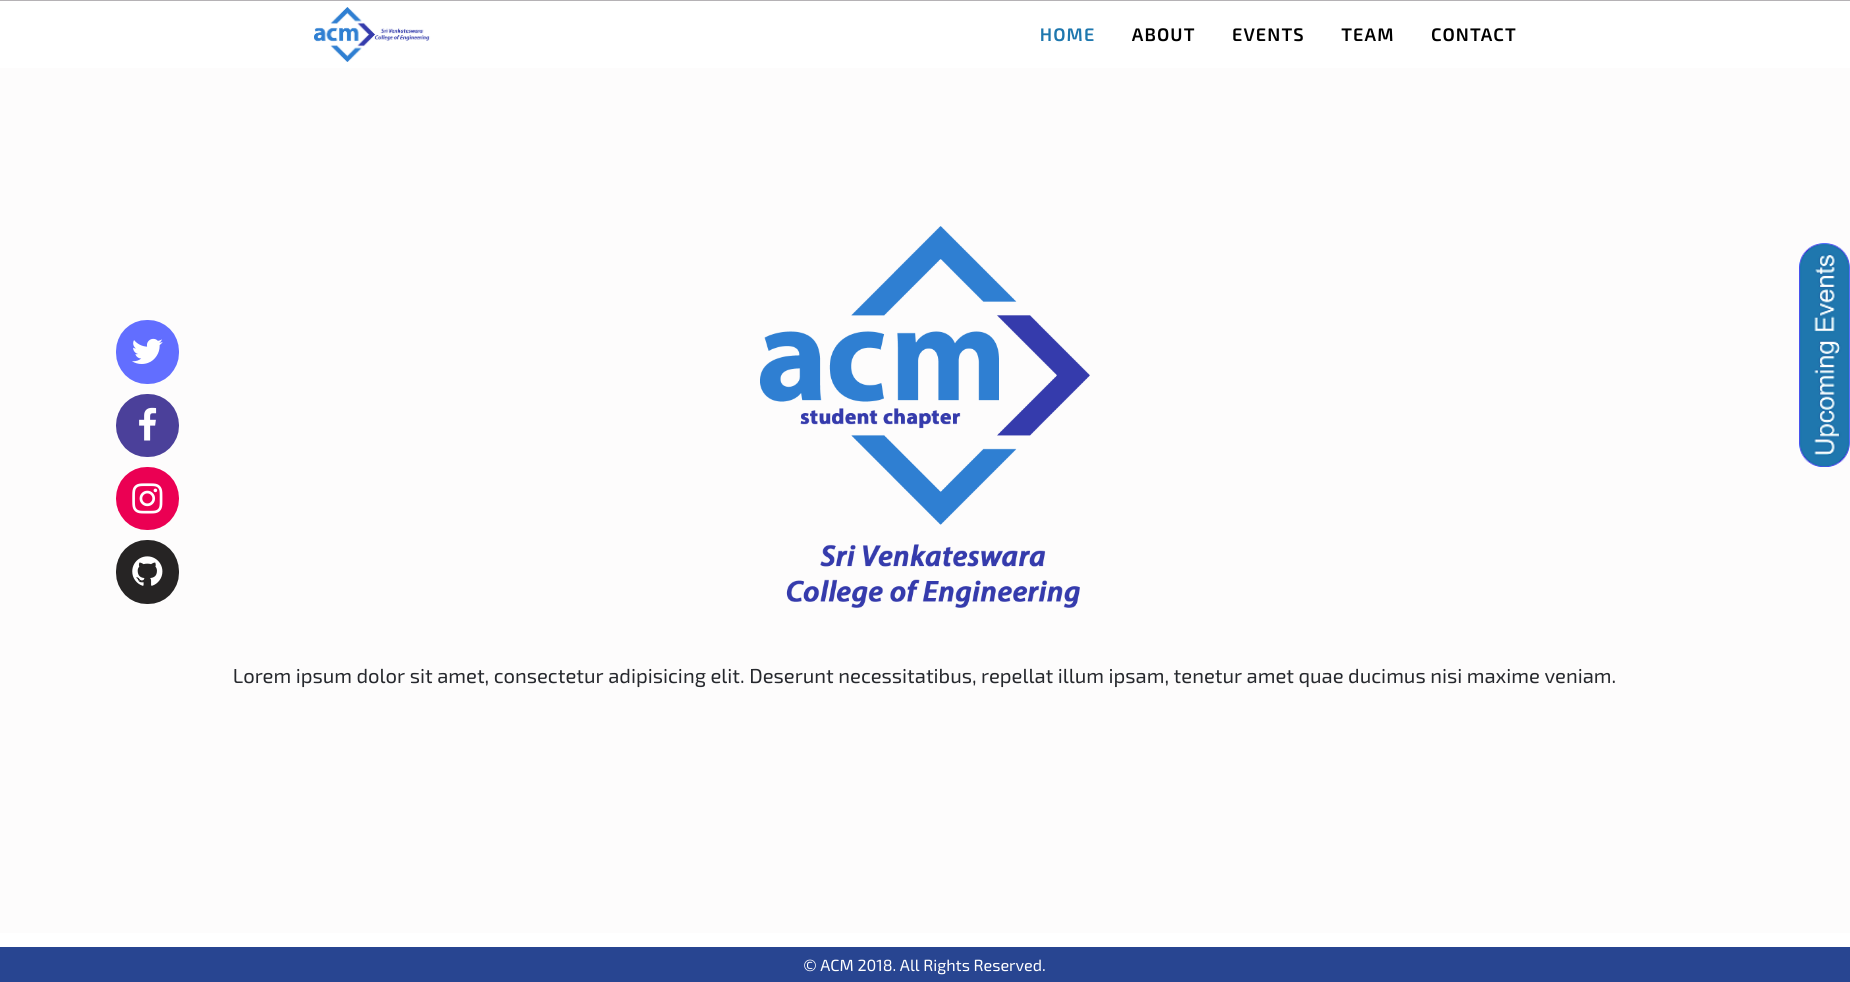 acm
Sri Venkateswara
College of Engineering
HOME
ABOUT
EVENTS
TEAM
CONTACT
Upcoming Events
acm
student chapter
Sri Venkateswara
College of Engineering
Lorem ipsum dolor sit amet, consectetur adipisicing elit. Deserunt necessitatibus, repellat illum ipsam, tenetur amet quae ducimus nisi maxime veniam.
© ACM 2018. All Rights Reserved.